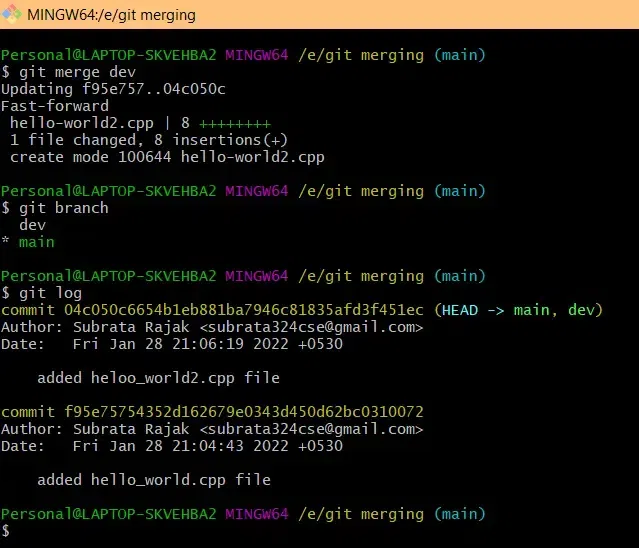 MINGW64:/e/git merging
Personal@LAPTOP-SKVEHBA2 MINGW64 /e/git merging (main)
$ git merge dev
Updating f95e757..04c050c
Fast-forward
 hello-world2.cpp | 8 ++++++++
 1 file changed, 8 insertions(+)
 create mode 100644 hello-world2.cpp
Personal@LAPTOP-SKVEHBA2 MINGW64 /e/git merging (main)
$ git branch
  dev
* main
Personal@LAPTOP-SKVEHBA2 MINGW64 /e/git merging (main)
$ git log
commit 04c050c6654b1eb881ba7946c81835afd3f451ec (HEAD -> main, dev)
Author: Subrata Rajak <subrata324cse@gmail.com>
Date:   Fri Jan 28 21:06:19 2022 +0530
    added heloo_world2.cpp file
commit f95e75754352d162679e0343d450d62bc0310072
Author: Subrata Rajak <subrata324cse@gmail.com>
Date:   Fri Jan 28 21:04:43 2022 +0530
    added hello_world.cpp file
Personal@LAPTOP-SKVEHBA2 MINGW64 /e/git merging (main)
$